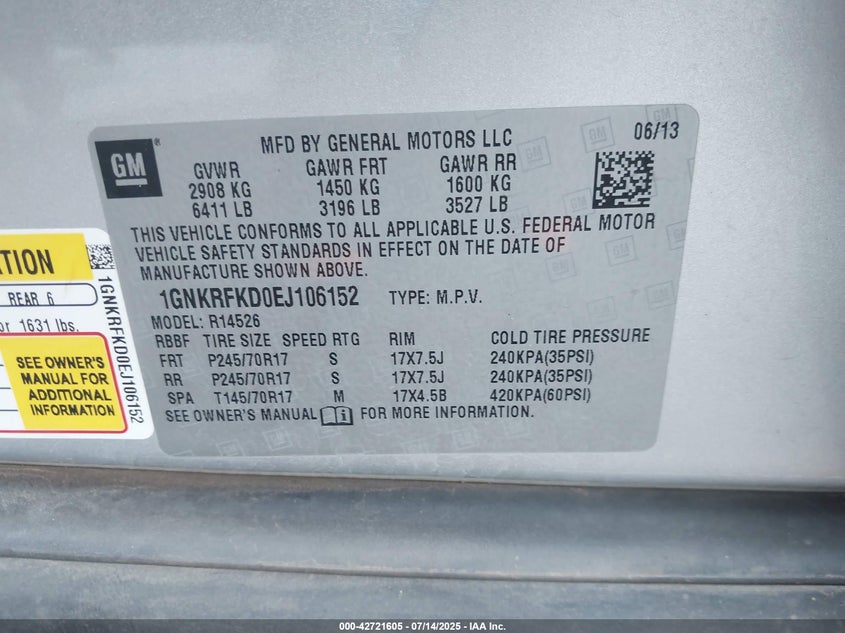 GM
MFD BY GENERAL MOTORS LLC
06/13
GVWR GAWR FRT GAWR RR
2908 KG 1450 KG 1600 KG
6411 LB 3196 LB 3527 LB
THIS VEHICLE CONFORMS TO ALL APPLICABLE U.S. FEDERAL MOTOR
VEHICLE SAFETY STANDARDS IN EFFECT ON THE DATE OF
MANUFACTURE SHOWN ABOVE.
1GNKRFKD0EJ106152 TYPE: M.P.V.
MODEL: R14526
RBBF TIRE SIZE SPEED RTG RIM COLD TIRE PRESSURE
FRT P245/70R17 S 17X7.5J 240KPA(35PSI)
RR P245/70R17 S 17X7.5J 240KPA(35PSI)
SPA T145/70R17 M 17X4.5B 420KPA(60PSI)
SEE OWNER'S MANUAL FOR MORE INFORMATION.
REAR 6
1631 lbs.
SEE OWNER'S
MANUAL FOR
ADDITIONAL
INFORMATION
1GNKRFKD0EJ106152
000-42721605 - 07/14/2025 - IAA Inc.